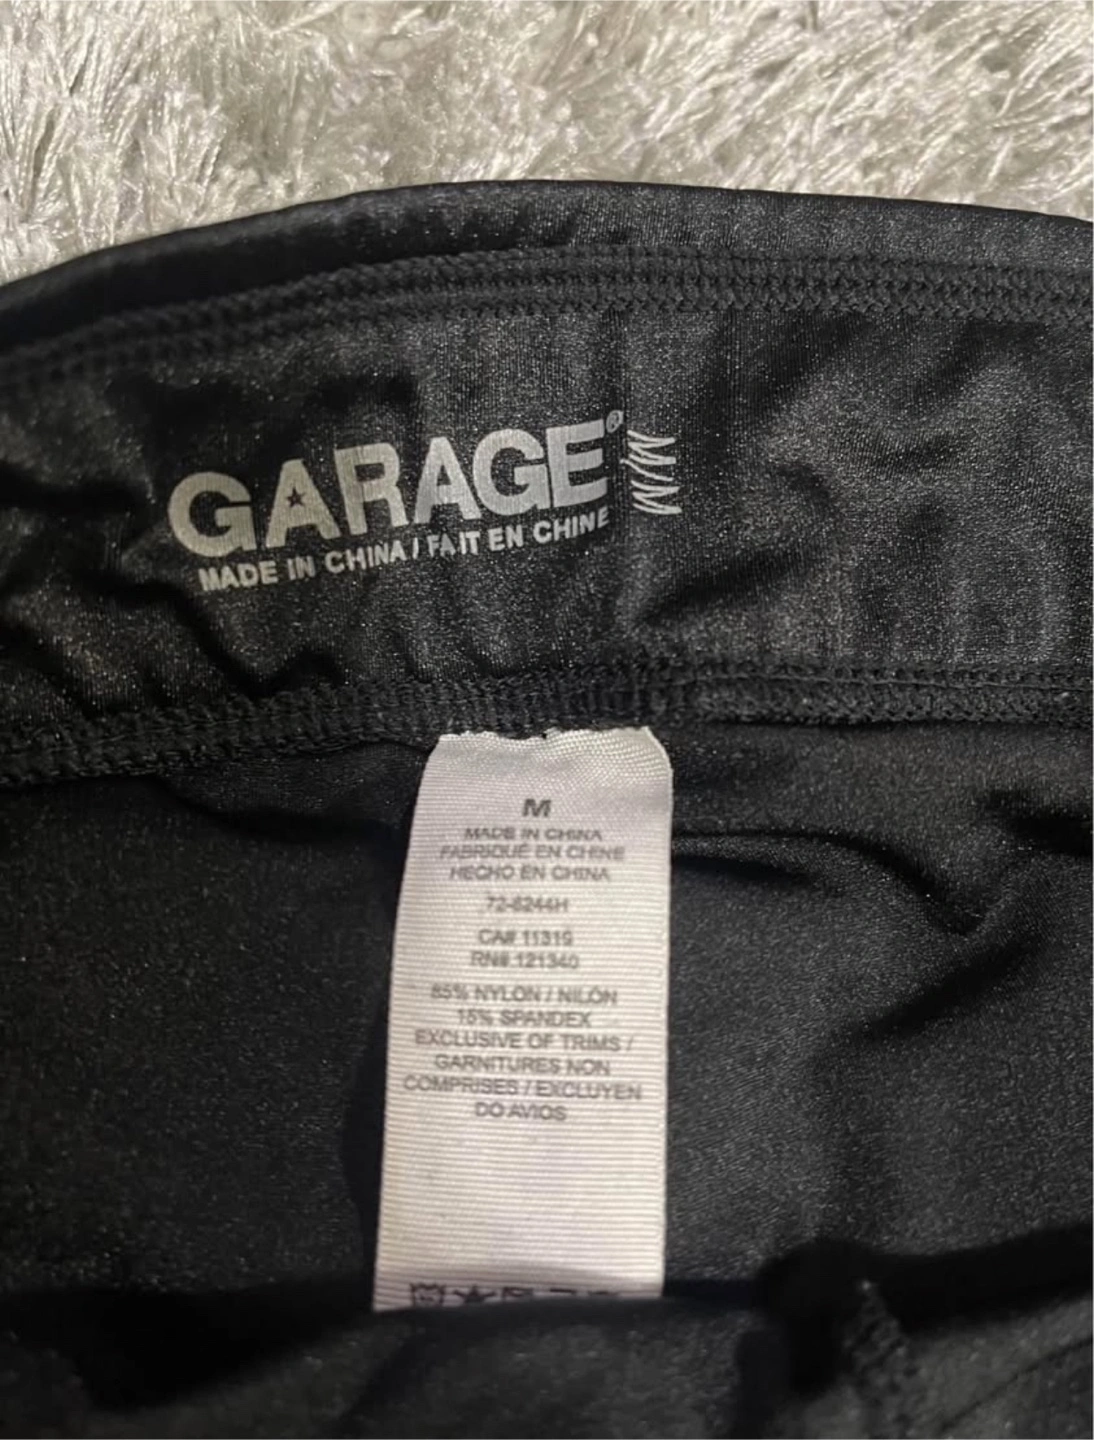 GARAGE®
M/M
MADE IN CHINA / FAIT EN CHINE
M
MADE IN CHINA
FABRIQUÉ EN CHINE
HECHO EN CHINA
72-6244H
CA# 11319
RN# 121340
85% NYLON / NILÓN
15% SPANDEX
EXCLUSIVE OF TRIMS /
GARNITURES NON
COMPRISES / EXCLUYEN
DO AVIOS